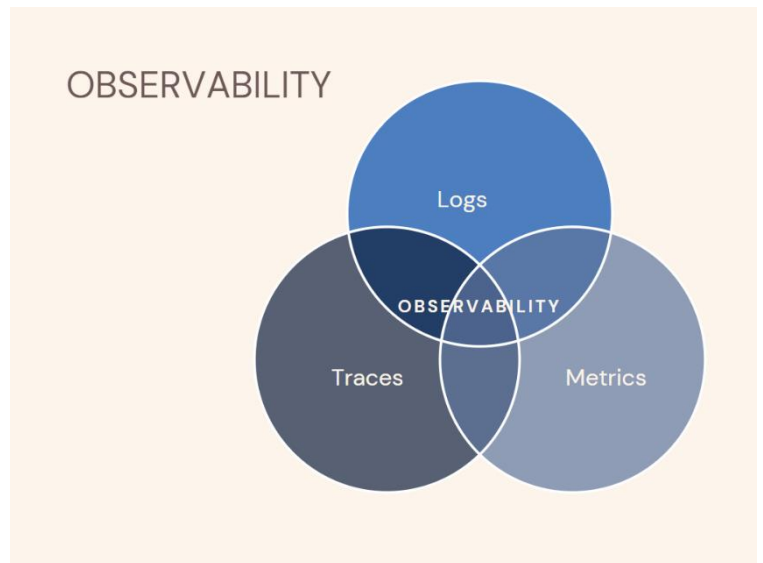 OBSERVABILITY
Logs
OBSERVABILITY
Traces
Metrics